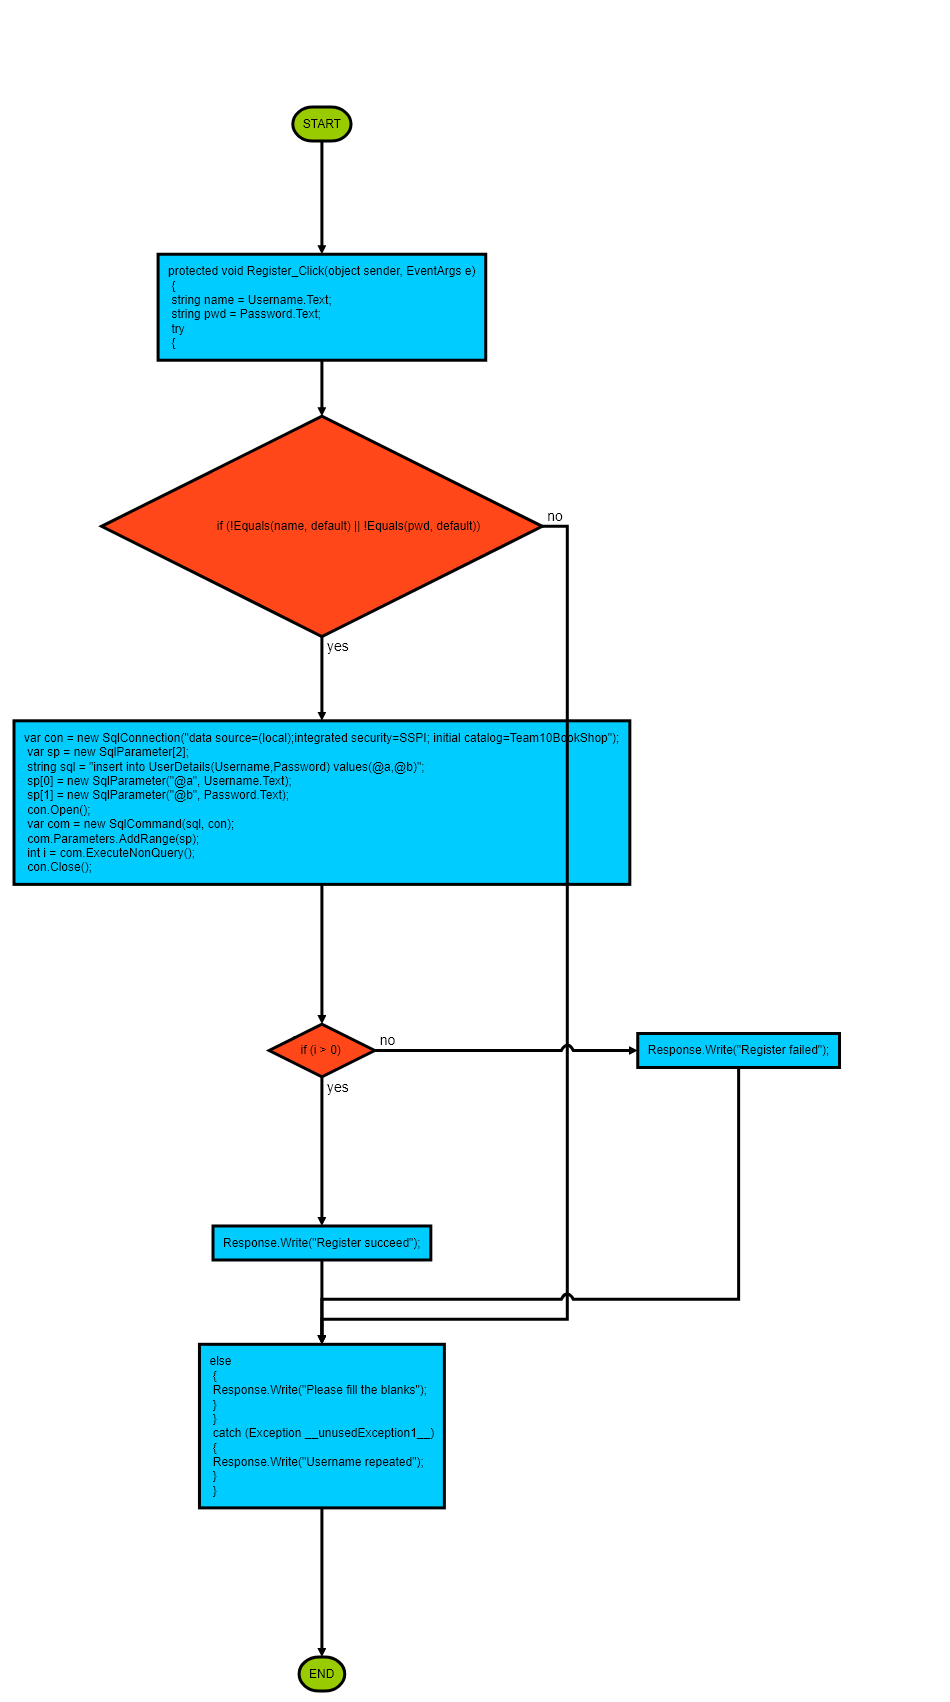 START
protected void Register_Click(object sender, EventArgs e)
{
string name = Username.Text;
string pwd = Password.Text;
try
{
if (!Equals(name, default) || !Equals(pwd, default))
no
yes
var con = new SqlConnection("data source=(local);integrated security=SSPI; initial catalog=Team10BookShop");
var sp = new SqlParameter[2];
string sql = "insert into UserDetails(Username,Password) values(@a,@b)";
sp[0] = new SqlParameter("@a", Username.Text);
sp[1] = new SqlParameter("@b", Password.Text);
con.Open();
var com = new SqlCommand(sql, con);
com.Parameters.AddRange(sp);
int i = com.ExecuteNonQuery();
con.Close();
if (i > 0)
no
Response.Write("Register failed");
yes
Response.Write("Register succeed");
else
{
Response.Write("Please fill the blanks");
}
}
catch (Exception __unusedException1__)
{
Response.Write("Username repeated");
}
}
END